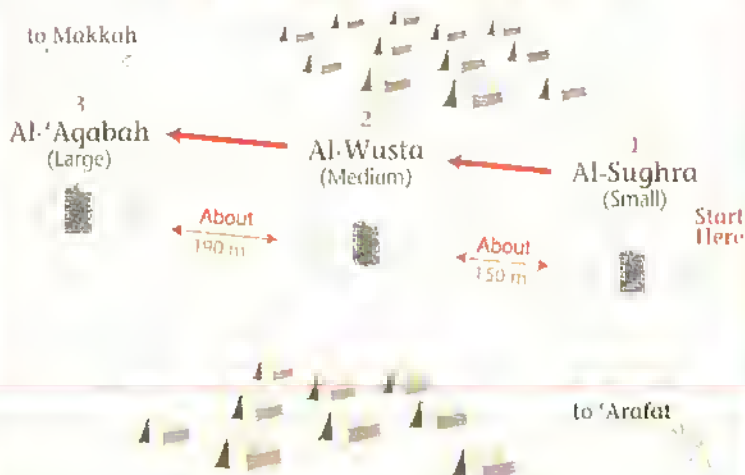 to Makkah
3
Al-'Aqabah
(Large)
2
Al-Wusta
(Medium)
1
Al-Sughra
(Small)
Start
Here
About
190 m
About
150 m
to 'Arafat